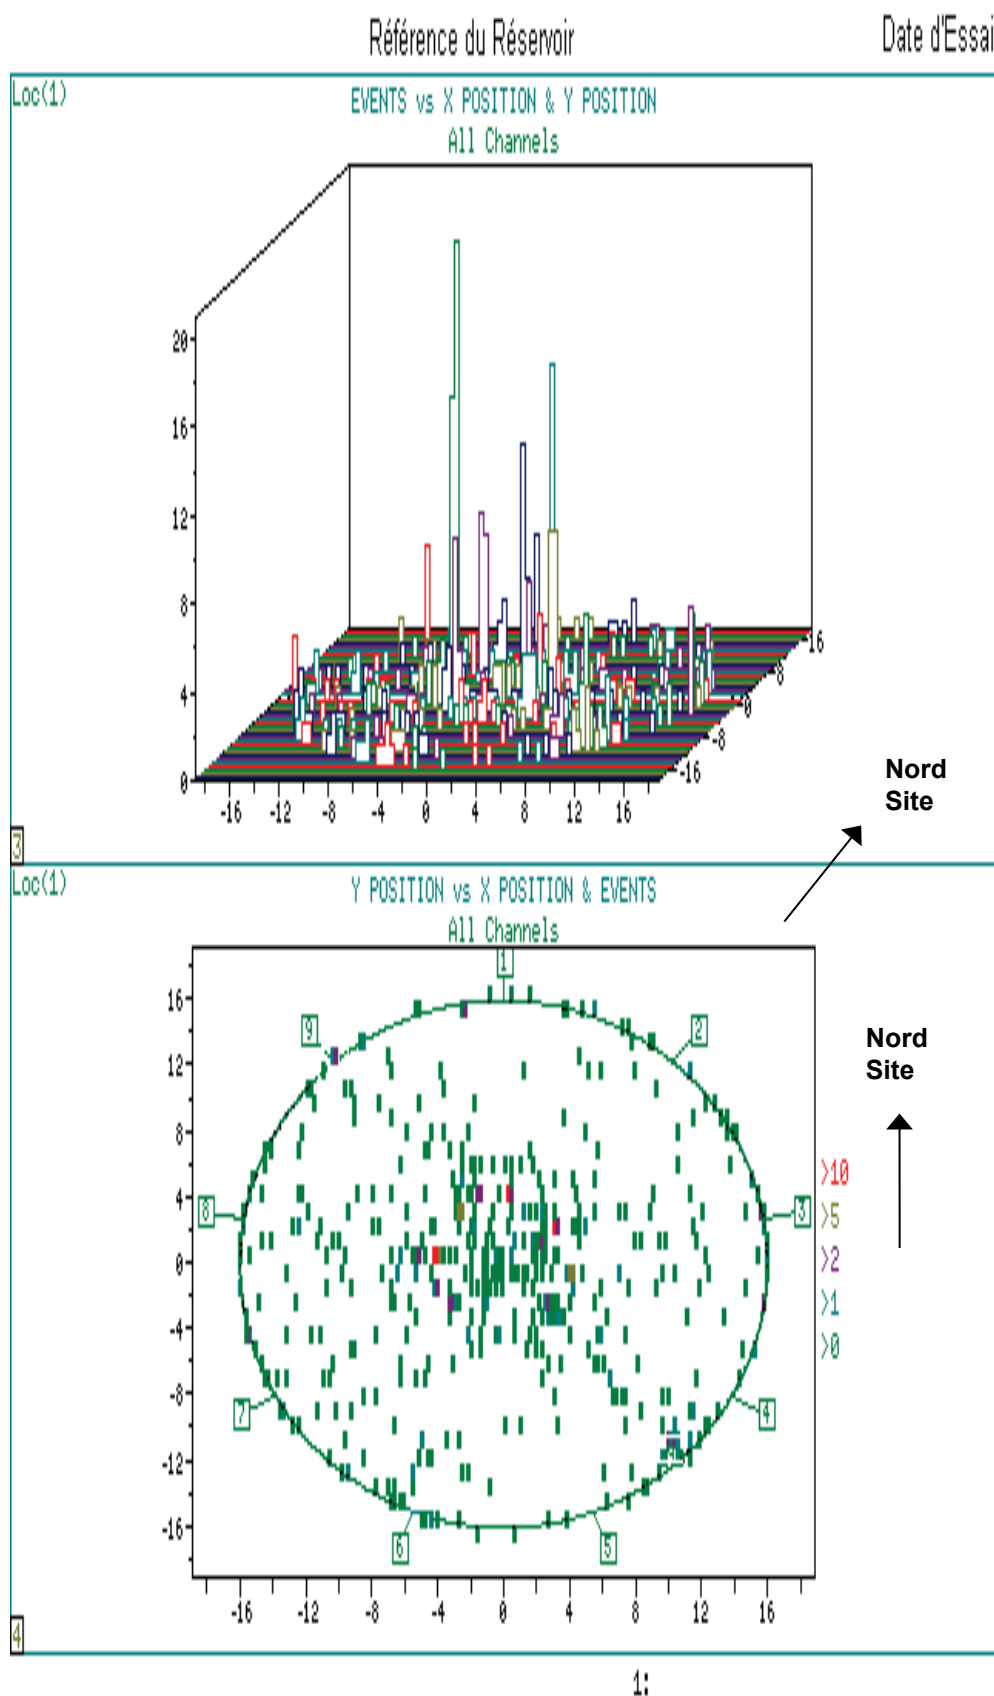 Référence du Réservoir Date d'Essai
Loc(1)
EVENTS vs X POSITION & Y POSITION
All Channels
20
16
12
8
4
0
-16 -12 -8 -4 0 4 8 12 16
16
8
0
-8
-16
Nord
Site
3
Loc(1)
Y POSITION vs X POSITION & EVENTS
All Channels
1
2
3
4
5
6
7
8
9
16
12
8
4
0
-4
-8
-12
-16
-16 -12 -8 -4 0 4 8 12 16
Nord
Site
>10
>5
>2
>1
>0
4
1: